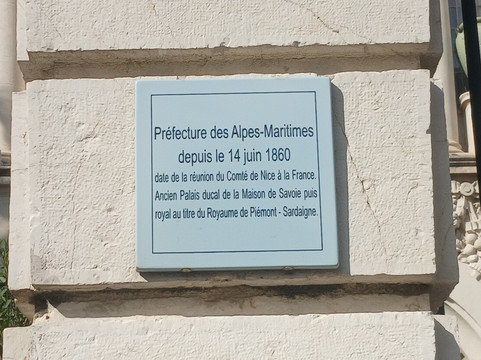 Préfecture des Alpes-Maritimes
depuis le 14 juin 1860
date de la réunion du Comté de Nice à la France.
Ancien Palais ducal de la Maison de Savoie puis
royal au titre du Royaume de Piémont - Sardaigne.